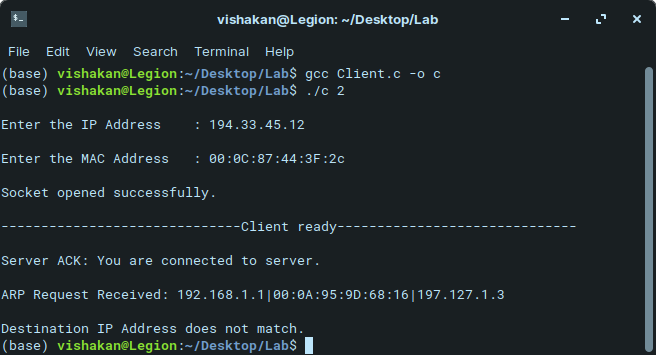 vishakan@Legion: ~/Desktop/Lab
File Edit View Search Terminal Help
(base) vishakan@Legion:~/Desktop/Lab$ gcc Client.c -o c
(base) vishakan@Legion:~/Desktop/Lab$ ./c 2
Enter the IP Address    : 194.33.45.12
Enter the MAC Address   : 00:0C:87:44:3F:2c
Socket opened successfully.
------------------------------Client ready------------------------------
Server ACK: You are connected to server.
ARP Request Received: 192.168.1.1|00:0A:95:9D:68:16|197.127.1.3
Destination IP Address does not match.
(base) vishakan@Legion:~/Desktop/Lab$